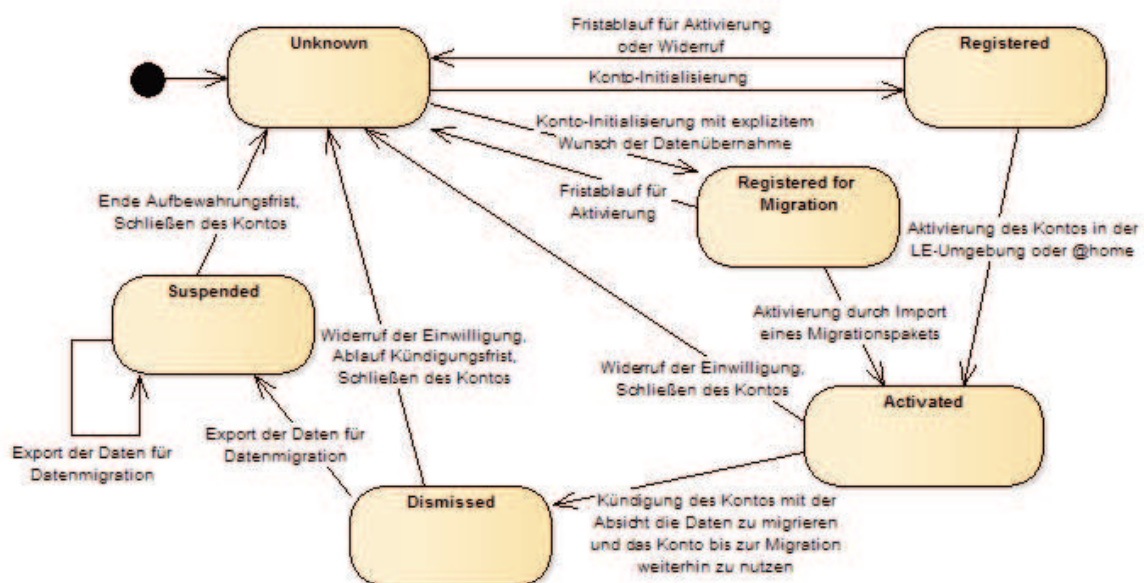 Unknown
Fristablauf für Aktivierung
oder Widerruf
Registered
Konto-Initialisierung
Konto-Initialisierung mit explizitem
Wunsch der Datenübernahme
Fristablauf für
Aktivierung
Registered for
Migration
Ende Aufbewahrungsfrist,
Schließen des Kontos
Aktivierung des Kontos in der
LE-Umgebung oder @home
Suspended
Aktivierung durch Import
eines Migrationspakets
Widerruf der Einwilligung,
Ablauf Kündigungsfrist,
Schließen des Kontos
Widerruf der Einwilligung,
Schließen des Kontos
Activated
Export der Daten für
Datenmigration
Export der Daten für
Datenmigration
Dismissed
Kündigung des Kontos mit der
Absicht die Daten zu migrieren
und das Konto bis zur Migration
weiterhin zu nutzen